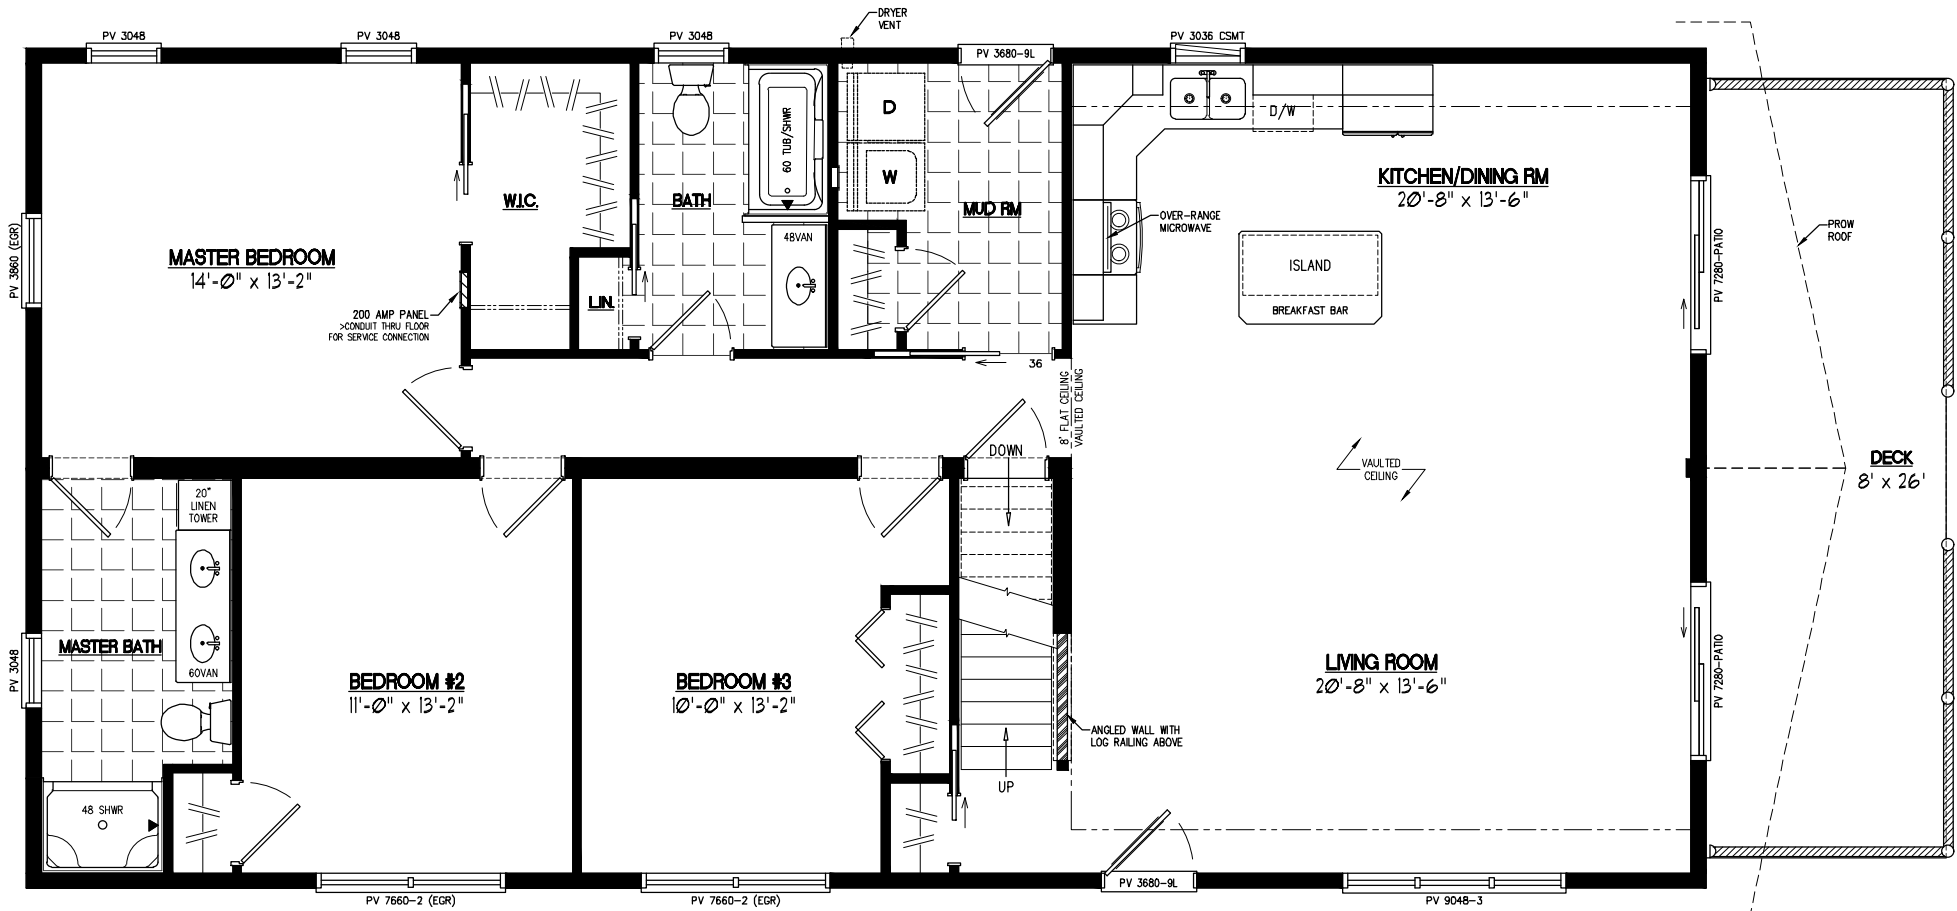 DRYER
VENT
PV 3048
PV 3048
PV 3048
PV 3680-9L
PV 3036 CSMT
D
W
60 TUB/SHWR
D/W
KITCHEN/DINING RM
20'-8" x 13'-6"
W.I.C.
BATH
MUD RM
OVER-RANGE
MICROWAVE
PROW
ROOF
48VAN
PV 3860 (EGR)
MASTER BEDROOM
14'-0" x 13'-2"
ISLAND
BREAKFAST BAR
PV 7280-PATIO
LIN.
200 AMP PANEL
>CONDUIT THRU FLOOR
FOR SERVICE CONNECTION
36
8' FLAT CEILING
VAULTED CEILING
DOWN
VAULTED
CEILING
DECK
8' x 26'
20"
LINEN
TOWER
MASTER BATH
60VAN
PV 3048
BEDROOM #2
11'-0" x 13'-2"
BEDROOM #3
10'-0" x 13'-2"
LIVING ROOM
20'-8" x 13'-6"
PV 7280-PATIO
ANGLED WALL WITH
LOG RAILING ABOVE
UP
48 SHWR
PV 7660-2 (EGR)
PV 7660-2 (EGR)
PV 3680-9L
PV 9048-3